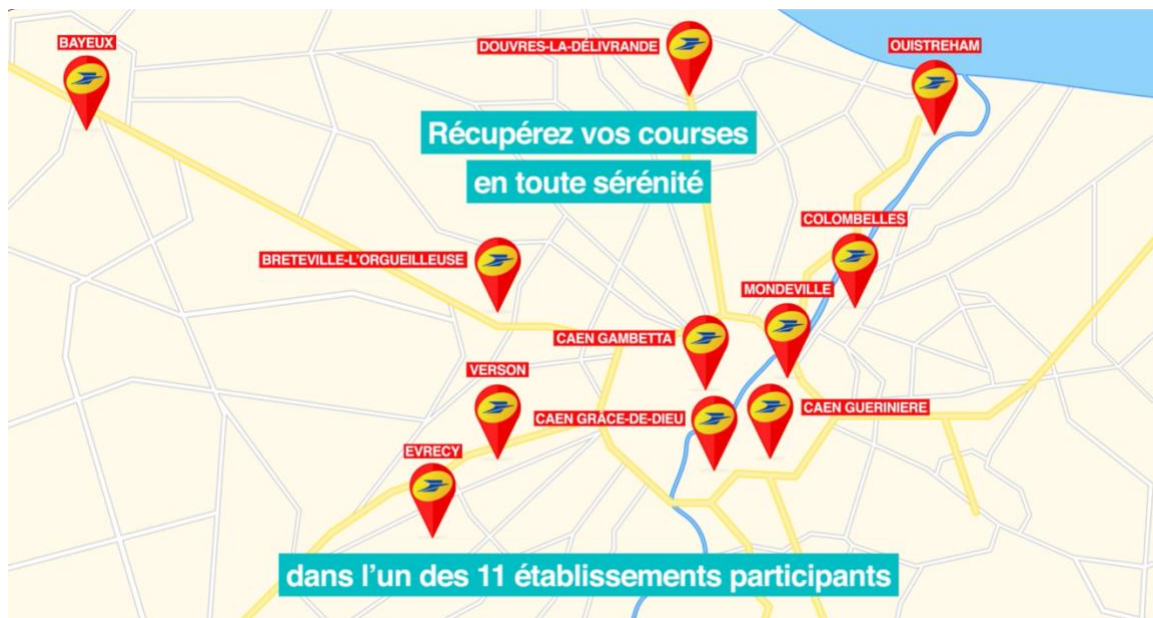 BAYEUX
DOUVRES-LA-DÉLIVRANDE
OUISTREHAM
Récupérez vos courses
en toute sérénité
COLOMBELLES
BRETEVILLE-L'ORGUEILLEUSE
MONDEVILLE
CAEN GAMBETTA
VERSON
CAEN GRÂCE-DE-DIEU
CAEN GUERINIERE
EVRECY
dans l'un des 11 établissements participants